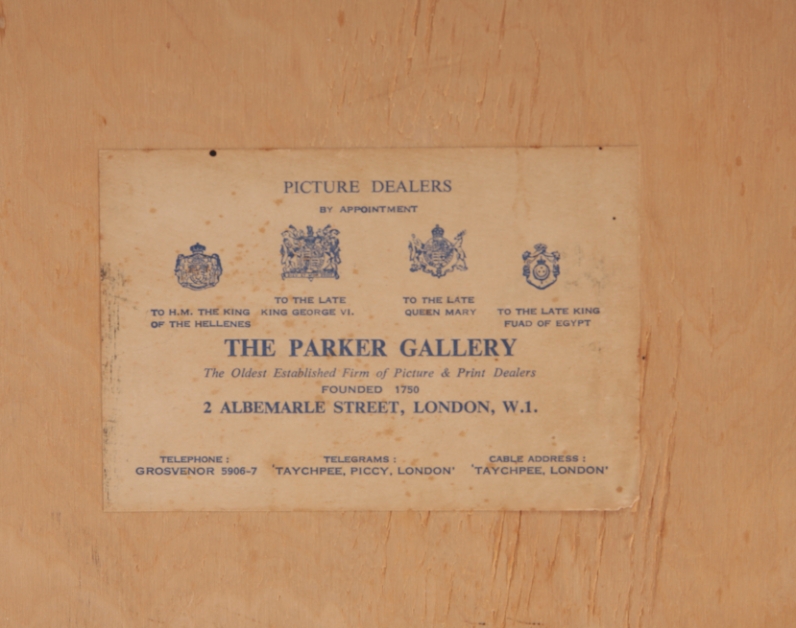 PICTURE DEALERS
BY APPOINTMENT
TO H.M. THE KING
OF THE HELLENES
TO THE LATE
KING GEORGE VI.
TO THE LATE
QUEEN MARY
TO THE LATE KING
FUAD OF EGYPT
THE PARKER GALLERY
The Oldest Established Firm of Picture & Print Dealers
FOUNDED 1750
2 ALBEMARLE STREET, LONDON, W.1.
TELEPHONE :
GROSVENOR 5906-7
TELEGRAMS :
'TAYCHPEE, PICCY, LONDON'
CABLE ADDRESS :
'TAYCHPEE, LONDON'